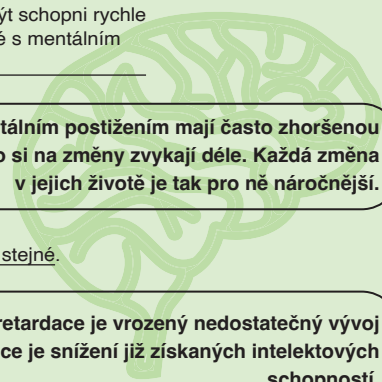 ýt schopni rychle
é s mentálním
tálním postižením mají často zhoršenou
o si na změny zvykají déle. Každá změna
v jejich životě je tak pro ně náročnější.
stejné.
retardace je vrozený nedostatečný vývoj
ce je snížení již získaných intelektových
schopností.